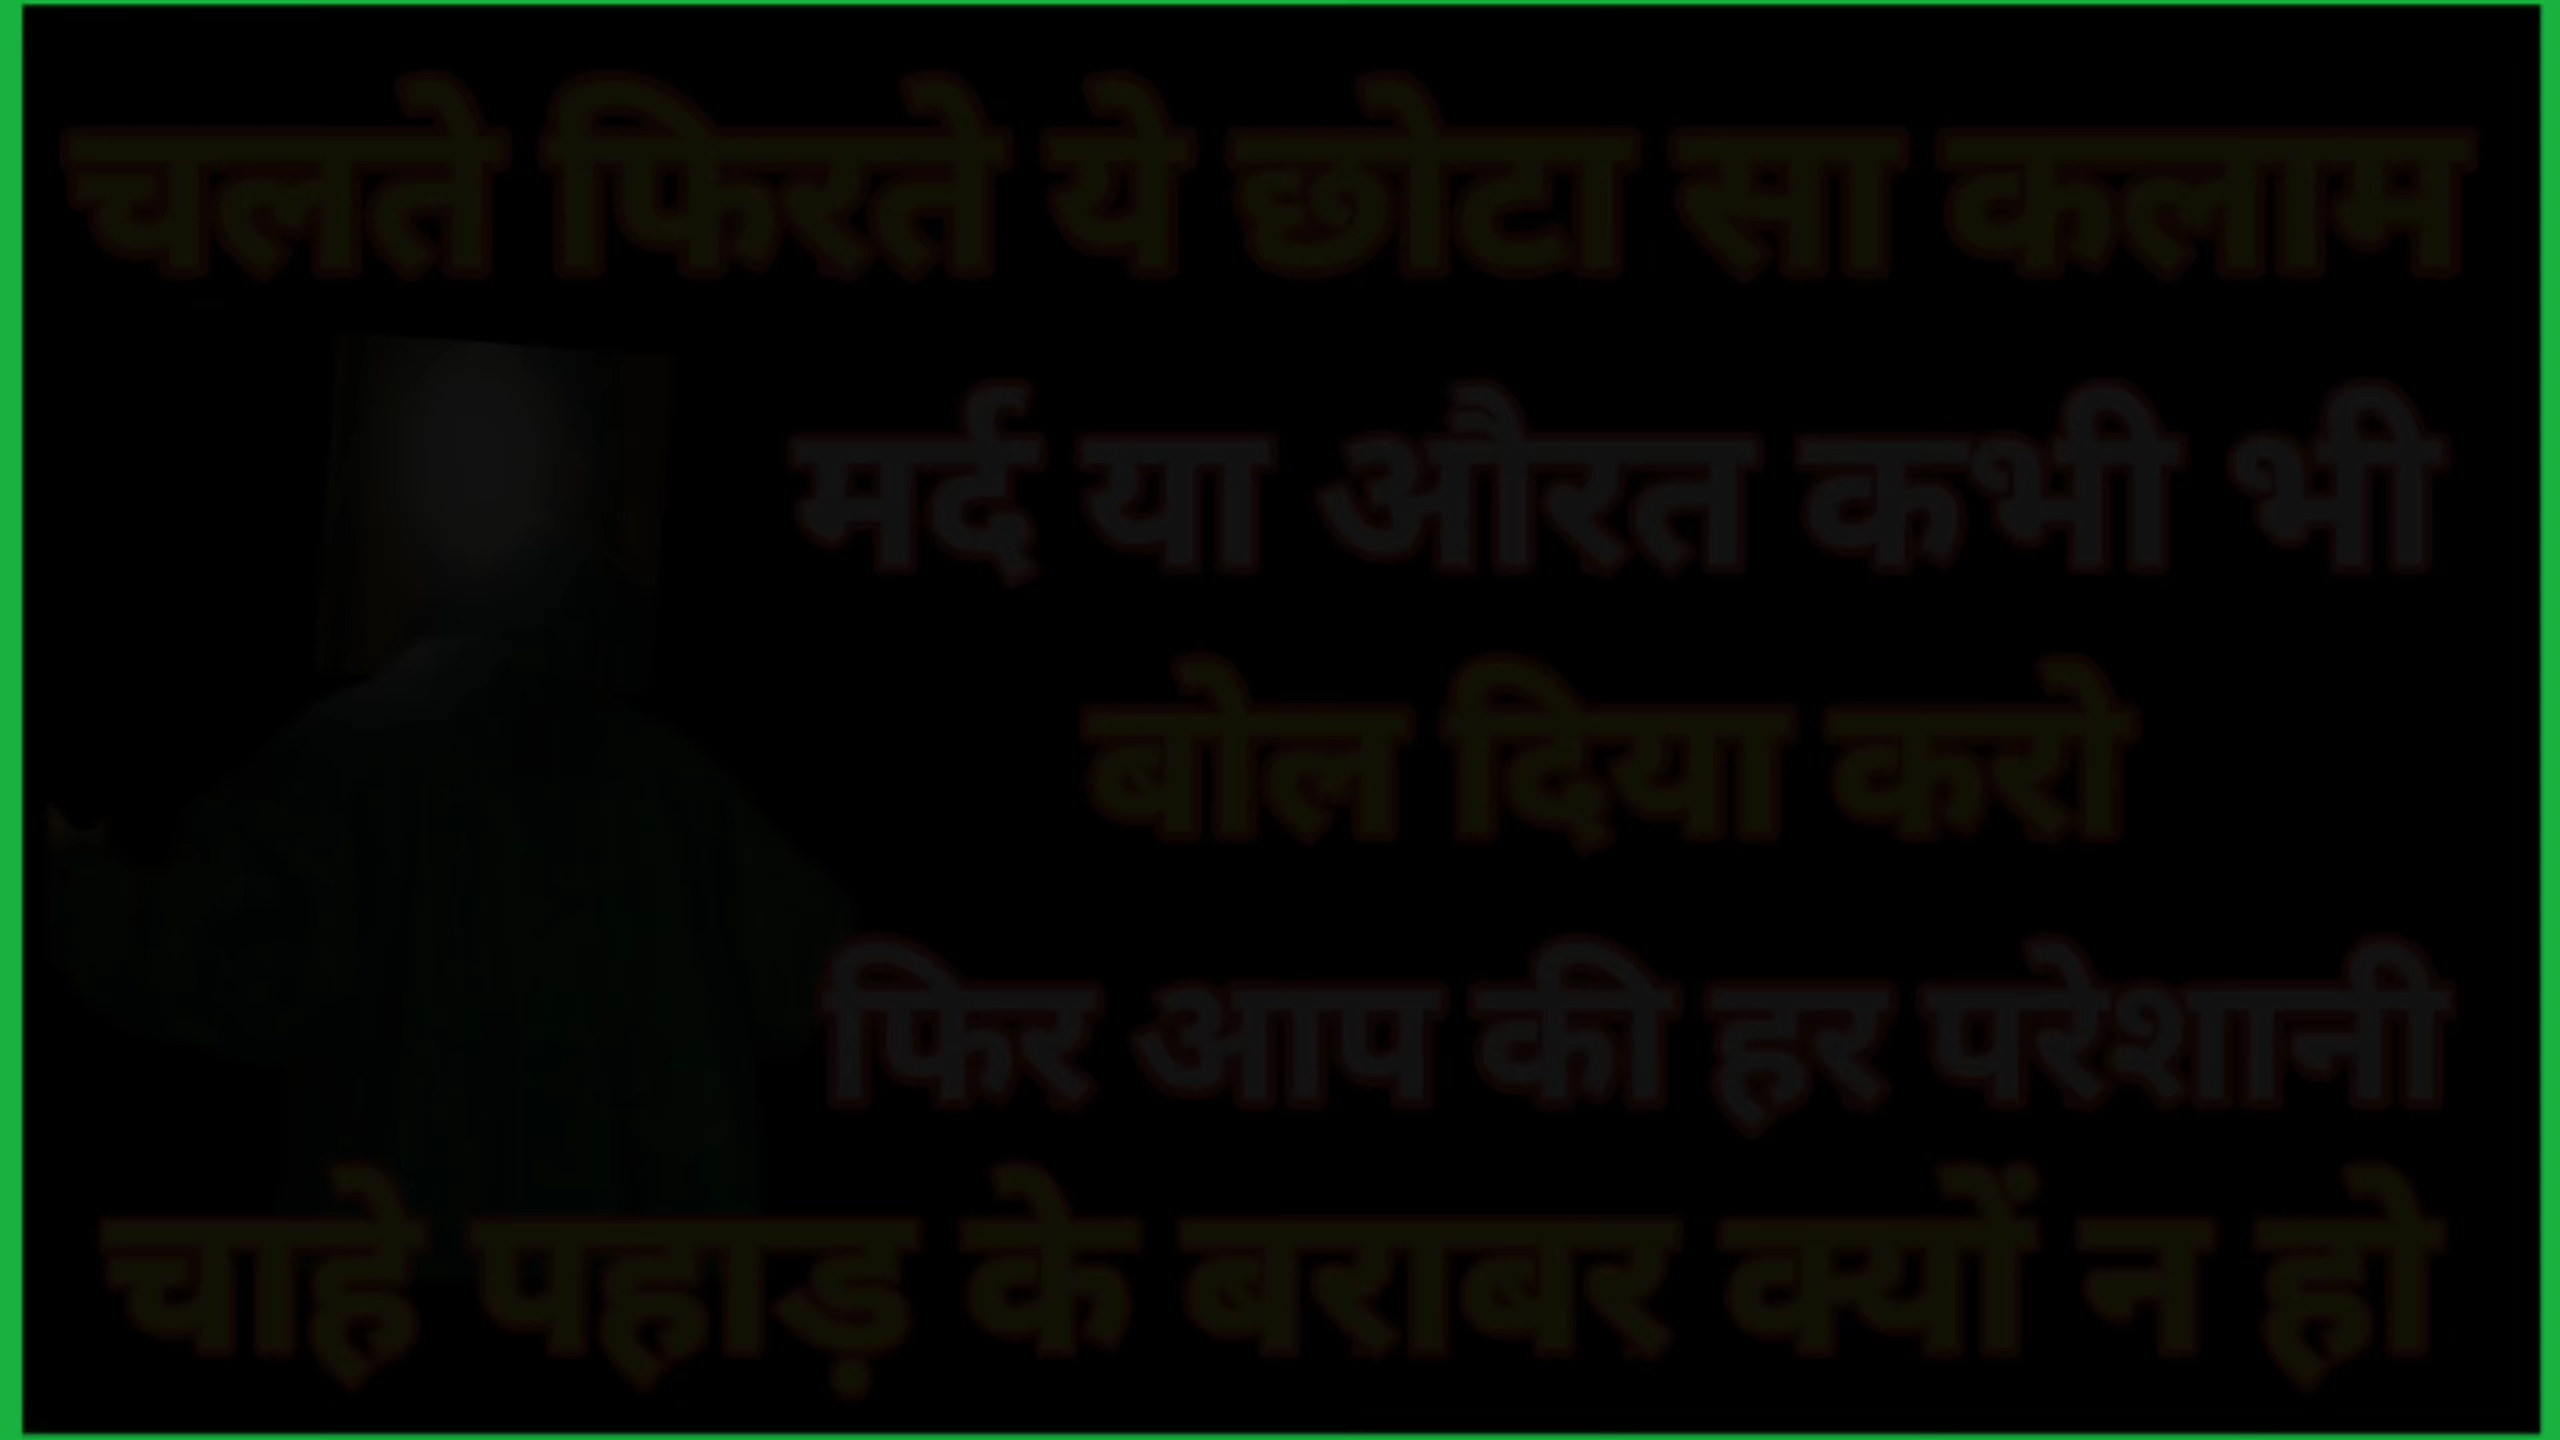 चलते फिरते ये छोटा सा कलाम
मर्द या औरत कभी भी
बोल दिया करो
फिर आप की हर परेशानी
चाहे पहाड़ के बराबर क्यों न हो